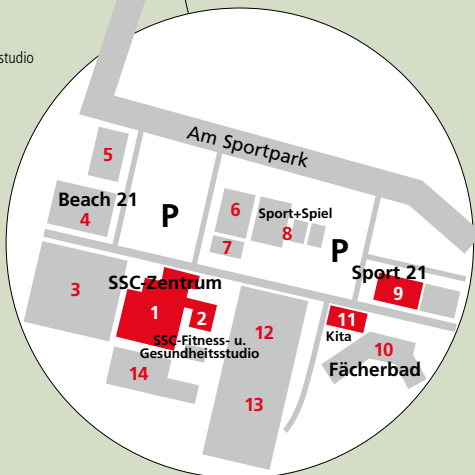 studio
Am Sportpark
5
Beach 21
4
P
6
Sport+Spiel
8
7
P
Sport 21
9
SSC-Zentrum
3
1
2
SSC-Fitness- u.
Gesundheitsstudio
12
11
Kita
10
Fächerbad
14
13